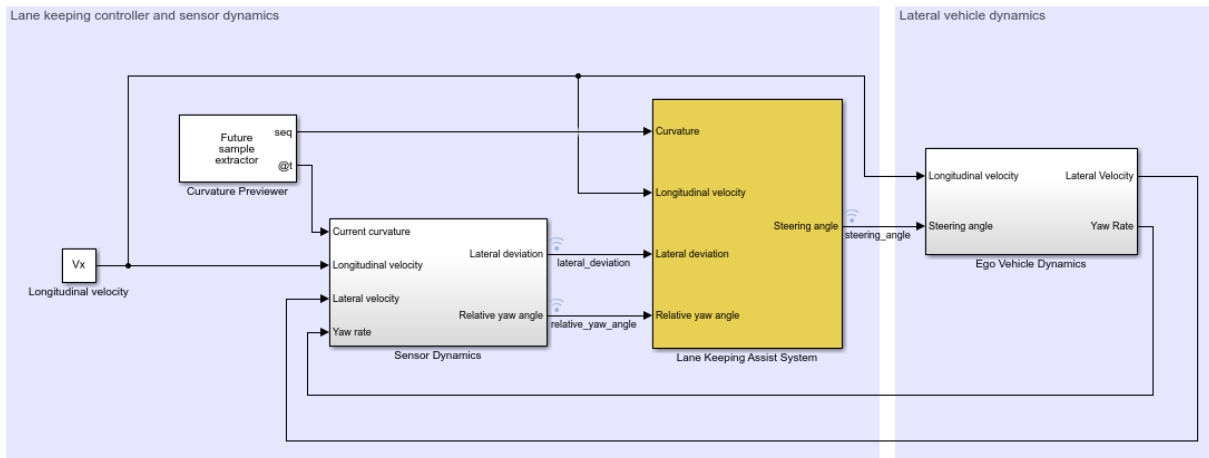 Lane keeping controller and sensor dynamics
Lateral vehicle dynamics
Future
sample
extractor
seq
@t
Curvature Previewer
Vx
Longitudinal velocity
Current curvature
Longitudinal velocity
Lateral velocity
Yaw rate
Lateral deviation
Relative yaw angle
Sensor Dynamics
lateral_deviation
relative_yaw_angle
Curvature
Longitudinal velocity
Lateral deviation
Relative yaw angle
Steering angle
Lane Keeping Assist System
steering_angle
Longitudinal velocity
Steering angle
Lateral Velocity
Yaw Rate
Ego Vehicle Dynamics